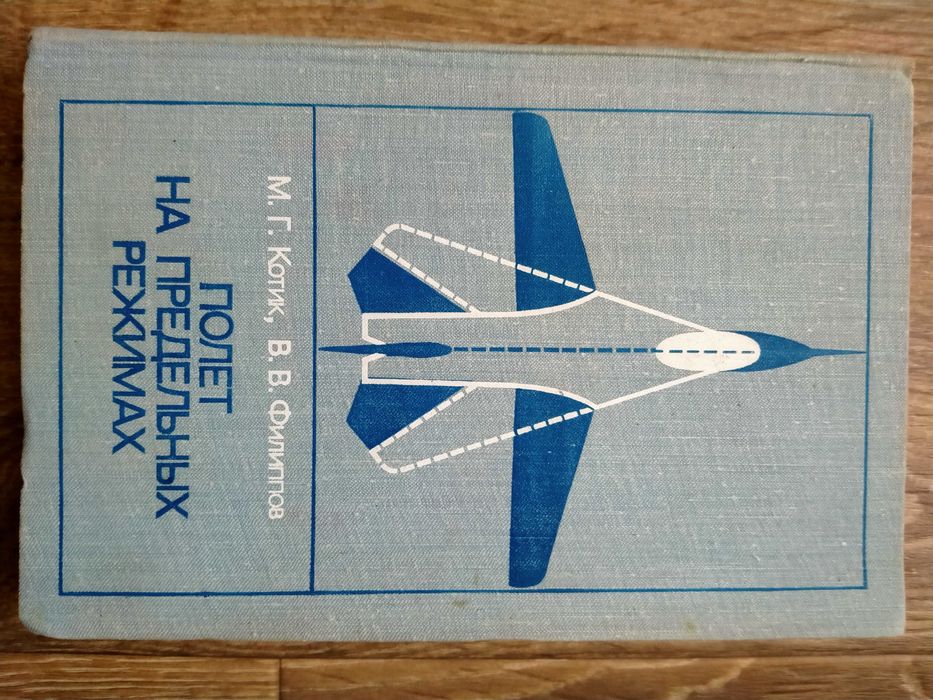 М. Г. Котик, В. В. Филиппов
ПОЛЕТ
НА ПРЕДЕЛЬНЫХ
РЕЖИМАХ